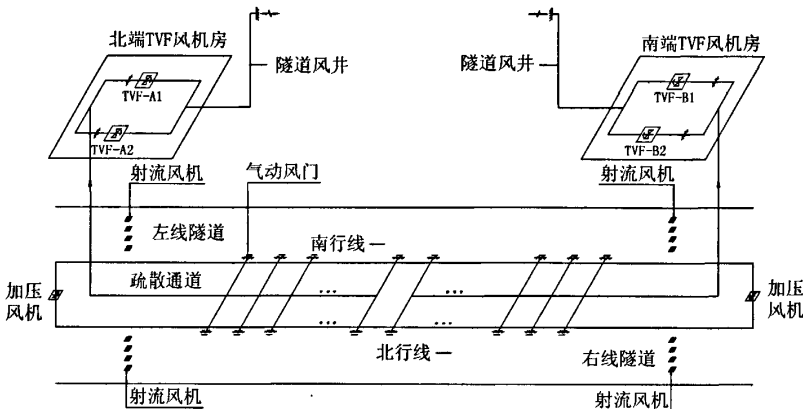 北端TVF风机房
南端TVF风机房
隧道风井
隧道风井
TVF-A1
TVF-B1
TVF-A2
TVF-B2
射流风机
气动风门
射流风机
左线隧道
南行线
疏散通道
加压
风机
加压
风机
...
...
...
...
北行线
右线隧道
射流风机
射流风机